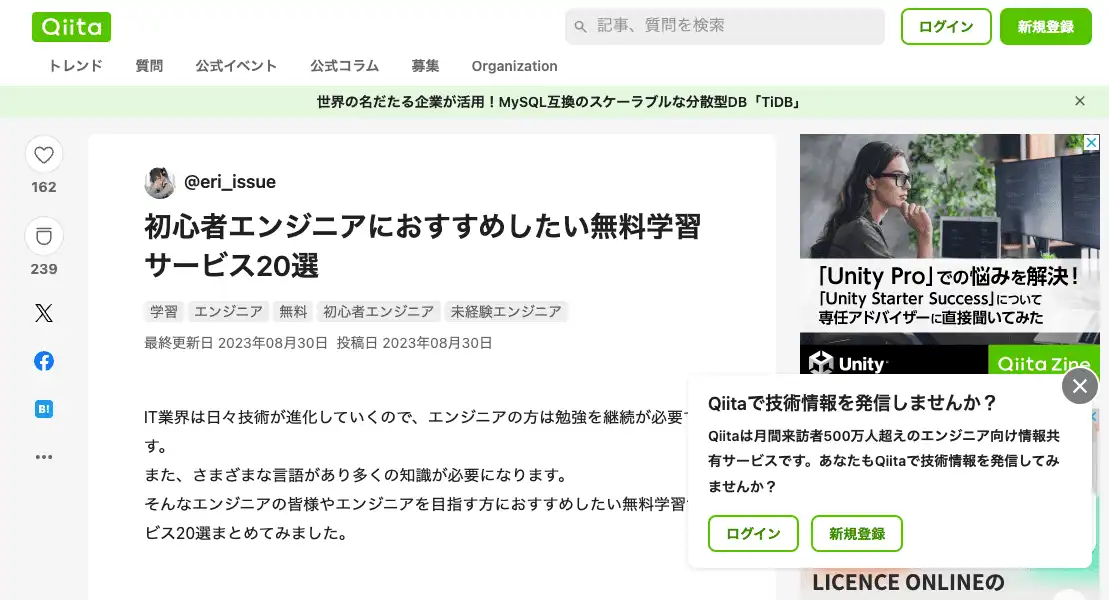 Qiita
記事、質問を検索
ログイン
新規登録
トレンド
質問
公式イベント
公式コラム
募集
Organization
世界の名だたる企業が活用！MySQL互換のスケーラブルな分散型DB「TiDB」
162
239
B!
@eri_issue
初心者エンジニアにおすすめしたい無料学習
サービス20選
学習 エンジニア 無料 初心者エンジニア 未経験エンジニア
最終更新日 2023年08月30日 投稿日 2023年08月30日
IT業界は日々技術が進化していくので、エンジニアの方は勉強を継続が必要で
す。
また、さまざまな言語があり多くの知識が必要になります。
そんなエンジニアの皆様やエンジニアを目指す方におすすめしたい無料学習
ビス20選まとめてみました。
「Unity Pro」での悩みを解決！
「Unity Starter Success」について
専任アドバイザーに直接聞いてみた
Unity
Qiita Zine
Qiitaで技術情報を発信しませんか？
Qiitaは月間来訪者500万人超えのエンジニア向け情報共
有サービスです。あなたもQiitaで技術情報を発信してみ
ませんか？
ログイン
新規登録
LICENCE ONLINEの